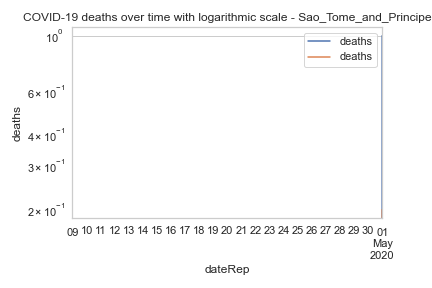 COVID-19 deaths over time with logarithmic scale - Sao_Tome_and_Principe
10⁰
6 × 10⁻¹
4 × 10⁻¹
3 × 10⁻¹
2 × 10⁻¹
deaths
deaths
deaths
09 10 11 12 13 14 15 16 17 18 19 20 21 22 23 24 25 26 27 28 29 30 01
May
2020
dateRep